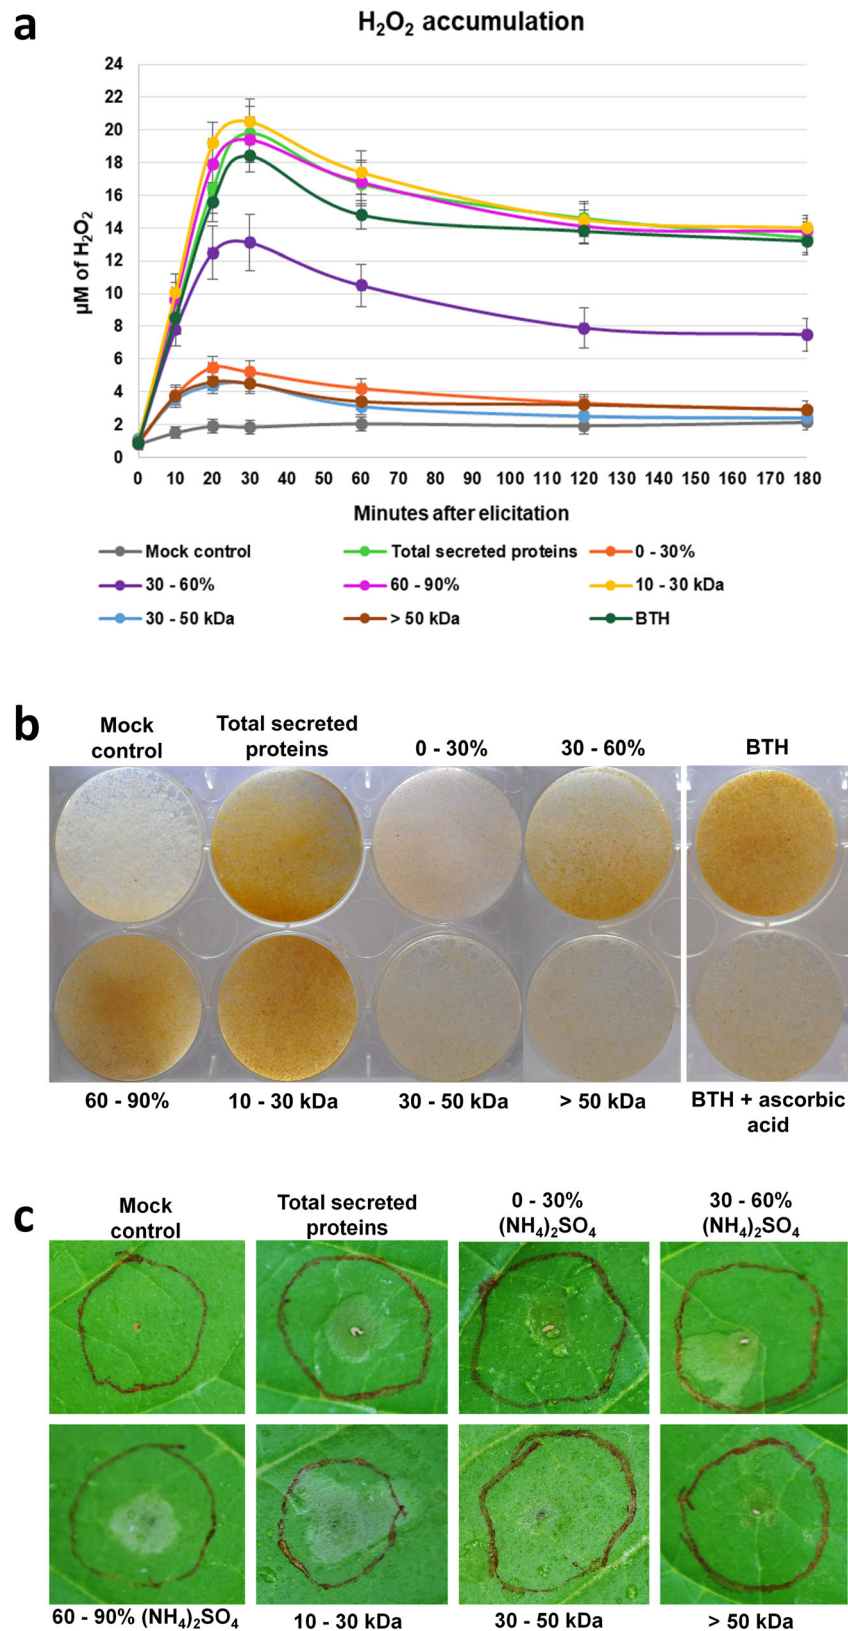 a
H₂O₂ accumulation
24
22
20
18
16
14
12
10
8
6
4
2
0
µM of H₂O₂
0 10 20 30 40 50 60 70 80 90 100 110 120 130 140 150 160 170 180
Minutes after elicitation
Mock control Total secreted proteins 0 - 30%
30 - 60% 60 - 90% 10 - 30 kDa
30 - 50 kDa > 50 kDa BTH
b
Mock
control
Total secreted
proteins
0 - 30%
30 - 60%
BTH
60 - 90%
10 - 30 kDa
30 - 50 kDa
> 50 kDa
BTH + ascorbic
acid
c
Mock
control
Total secreted
proteins
0 - 30%
(NH₄)₂SO₄
30 - 60%
(NH₄)₂SO₄
60 - 90% (NH₄)₂SO₄
10 - 30 kDa
30 - 50 kDa
> 50 kDa